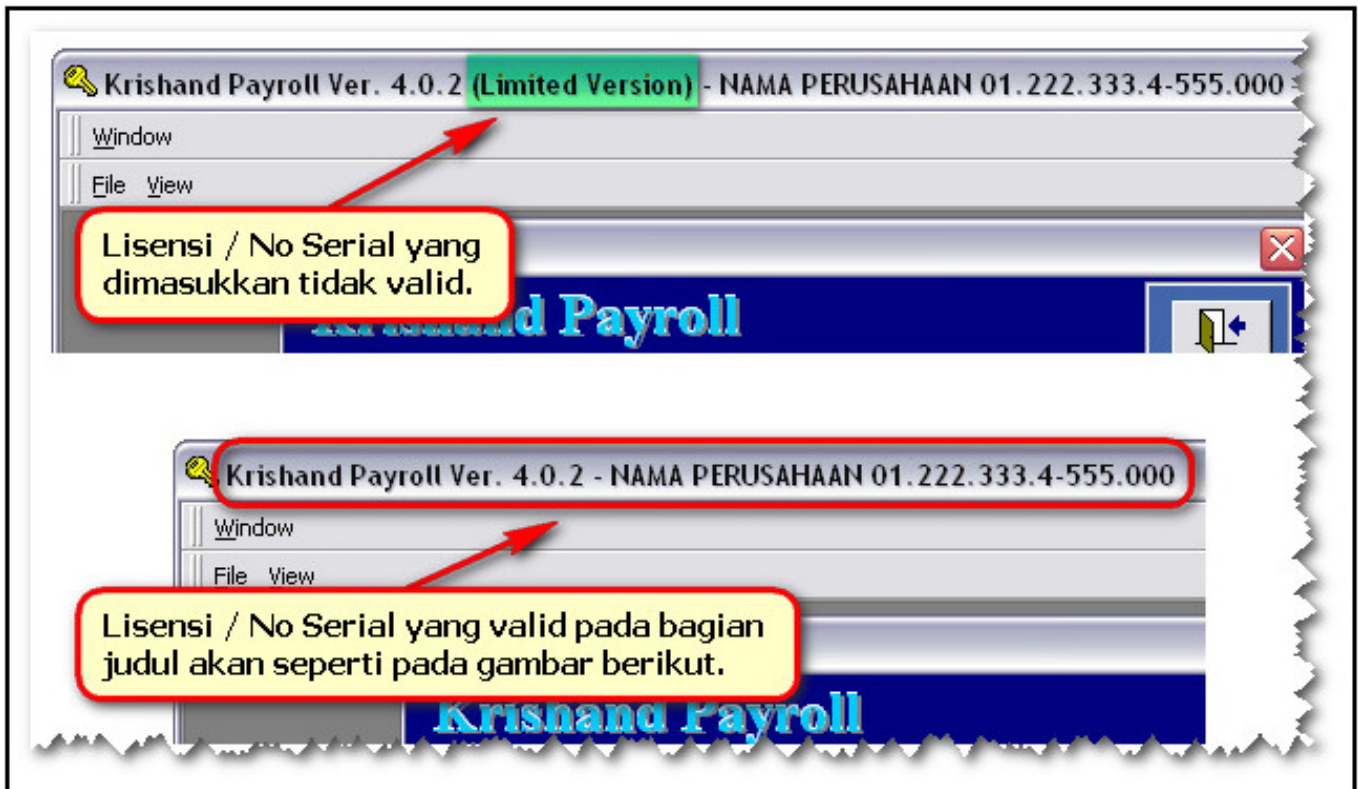 Krishand Payroll Ver. 4.0.2 (Limited Version) - NAMA PERUSAHAAN 01.222.333.4-555.000
Window
File View
Lisensi / No Serial yang
dimasukkan tidak valid.
Krishand Payroll
Krishand Payroll Ver. 4.0.2 - NAMA PERUSAHAAN 01.222.333.4-555.000
Window
File View
Lisensi / No Serial yang valid pada bagian
judul akan seperti pada gambar berikut.
Krishand Payroll